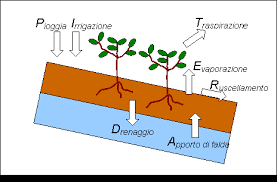 Pioggia Irrigazione
Traspirazione
Evaporazione
Ruscellamento
Drenaggio
Apporto di falda